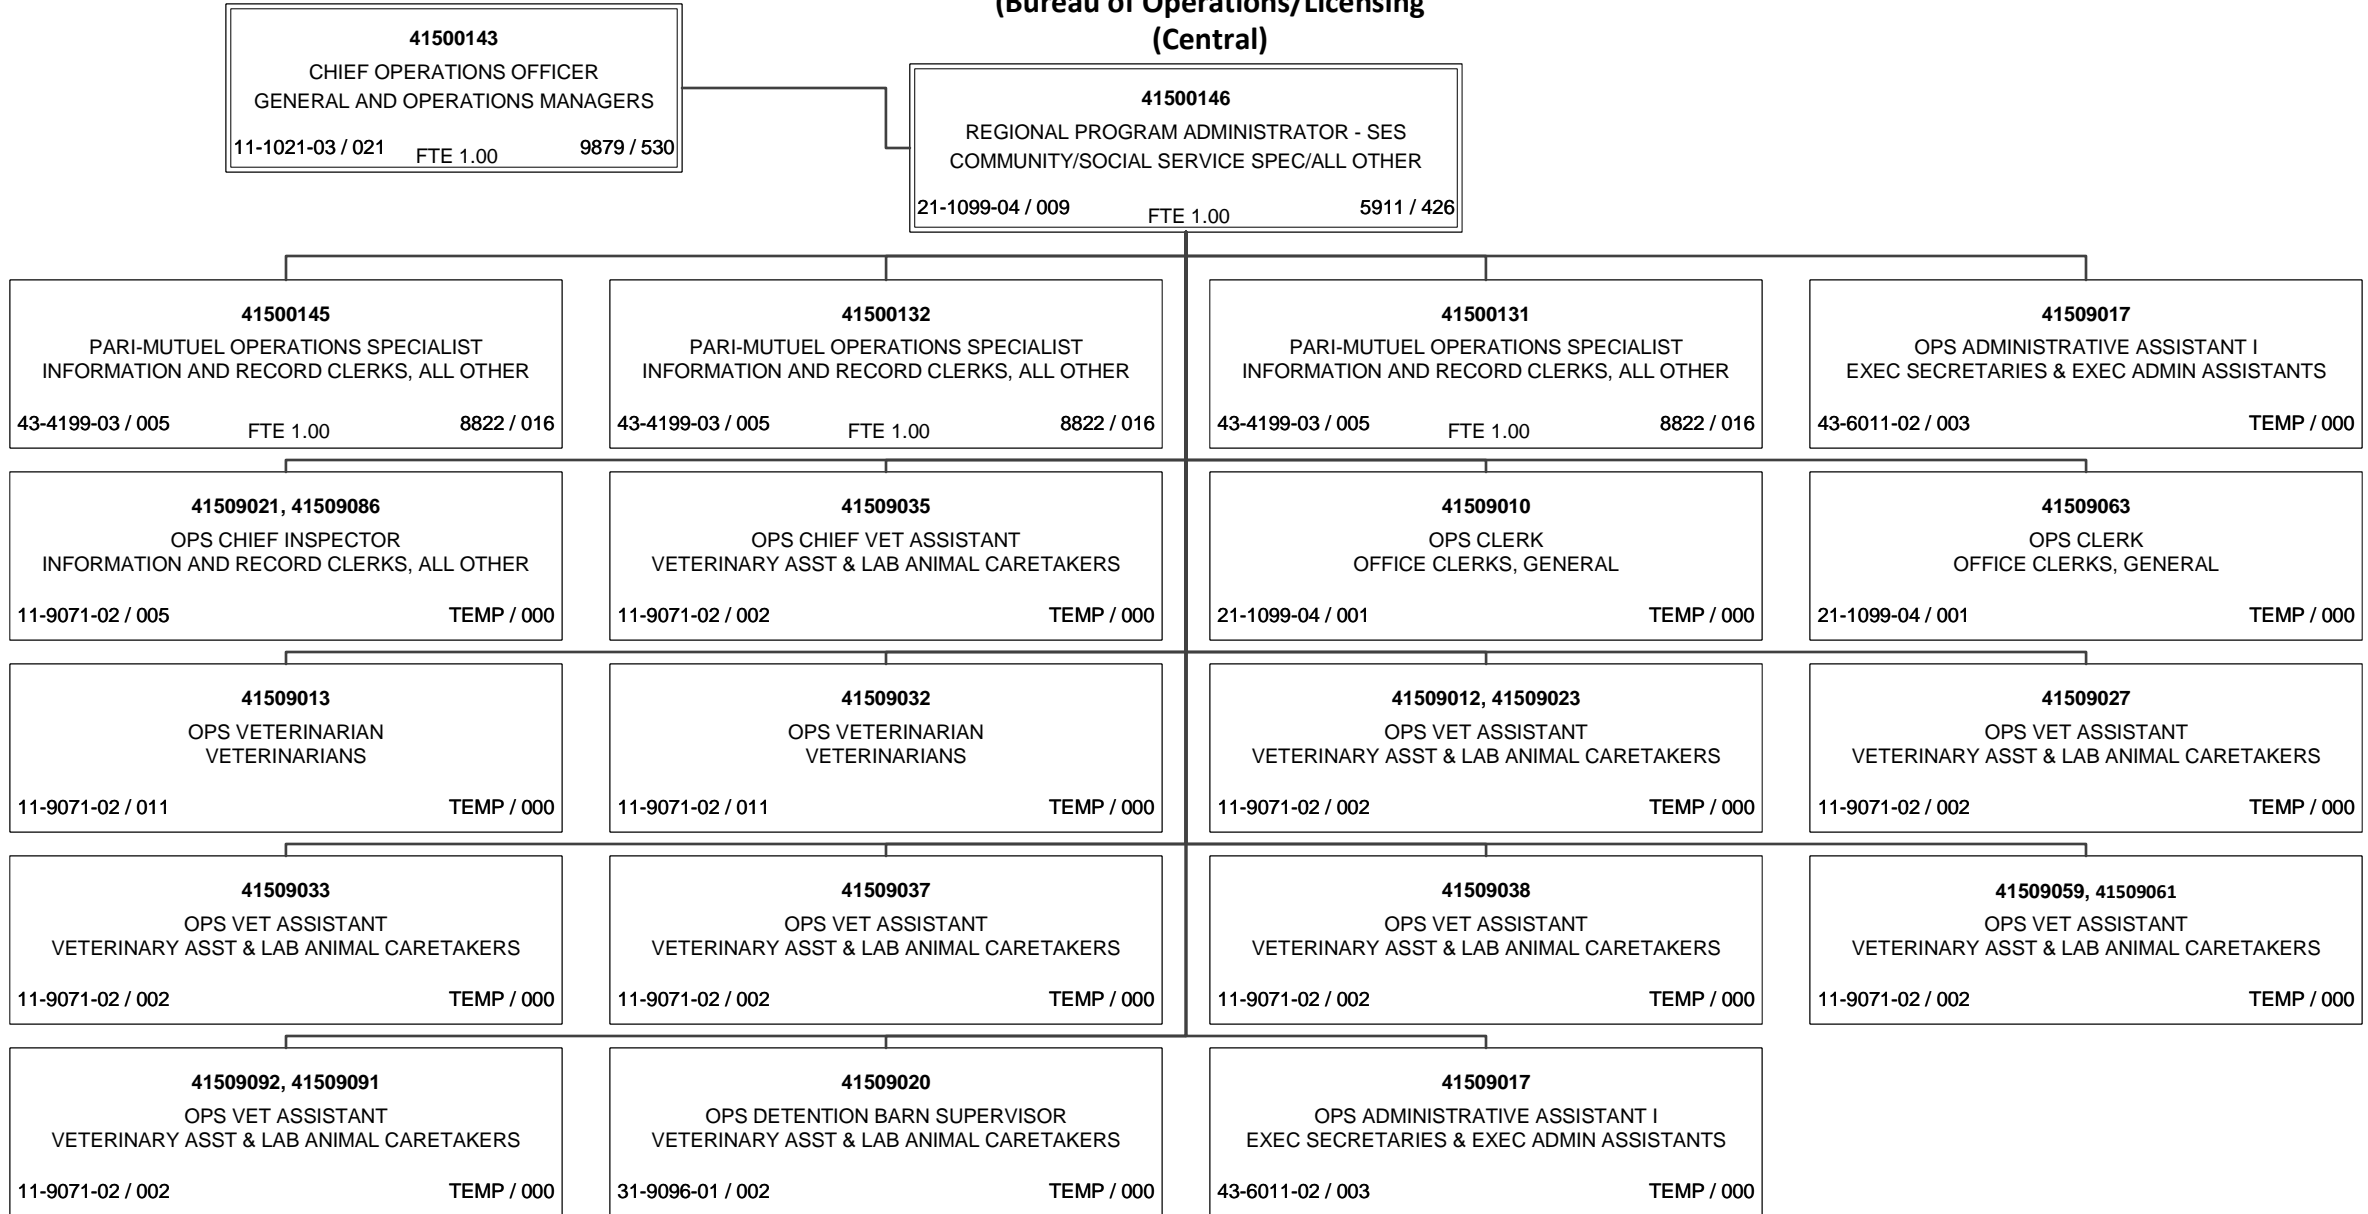 (Bureau of Operations/Licensing
(Central)
41500143
CHIEF OPERATIONS OFFICER
GENERAL AND OPERATIONS MANAGERS
11-1021-03 / 021 FTE 1.00 9879 / 530
41500146
REGIONAL PROGRAM ADMINISTRATOR - SES
COMMUNITY/SOCIAL SERVICE SPEC/ALL OTHER
21-1099-04 / 009 FTE 1.00 5911 / 426
41500145
PARI-MUTUEL OPERATIONS SPECIALIST
INFORMATION AND RECORD CLERKS, ALL OTHER
43-4199-03 / 005 FTE 1.00 8822 / 016
41500132
PARI-MUTUEL OPERATIONS SPECIALIST
INFORMATION AND RECORD CLERKS, ALL OTHER
43-4199-03 / 005 FTE 1.00 8822 / 016
41500131
PARI-MUTUEL OPERATIONS SPECIALIST
INFORMATION AND RECORD CLERKS, ALL OTHER
43-4199-03 / 005 FTE 1.00 8822 / 016
41509017
OPS ADMINISTRATIVE ASSISTANT I
EXEC SECRETARIES & EXEC ADMIN ASSISTANTS
43-6011-02 / 003 TEMP / 000
41509021, 41509086
OPS CHIEF INSPECTOR
INFORMATION AND RECORD CLERKS, ALL OTHER
11-9071-02 / 005 TEMP / 000
41509035
OPS CHIEF VET ASSISTANT
VETERINARY ASST & LAB ANIMAL CARETAKERS
11-9071-02 / 002 TEMP / 000
41509010
OPS CLERK
OFFICE CLERKS, GENERAL
21-1099-04 / 001 TEMP / 000
41509063
OPS CLERK
OFFICE CLERKS, GENERAL
21-1099-04 / 001 TEMP / 000
41509013
OPS VETERINARIAN
VETERINARIANS
11-9071-02 / 011 TEMP / 000
41509032
OPS VETERINARIAN
VETERINARIANS
11-9071-02 / 011 TEMP / 000
41509012, 41509023
OPS VET ASSISTANT
VETERINARY ASST & LAB ANIMAL CARETAKERS
11-9071-02 / 002 TEMP / 000
41509027
OPS VET ASSISTANT
VETERINARY ASST & LAB ANIMAL CARETAKERS
11-9071-02 / 002 TEMP / 000
41509033
OPS VET ASSISTANT
VETERINARY ASST & LAB ANIMAL CARETAKERS
11-9071-02 / 002 TEMP / 000
41509037
OPS VET ASSISTANT
VETERINARY ASST & LAB ANIMAL CARETAKERS
11-9071-02 / 002 TEMP / 000
41509038
OPS VET ASSISTANT
VETERINARY ASST & LAB ANIMAL CARETAKERS
11-9071-02 / 002 TEMP / 000
41509059, 41509061
OPS VET ASSISTANT
VETERINARY ASST & LAB ANIMAL CARETAKERS
11-9071-02 / 002 TEMP / 000
41509092, 41509091
OPS VET ASSISTANT
VETERINARY ASST & LAB ANIMAL CARETAKERS
11-9071-02 / 002 TEMP / 000
41509020
OPS DETENTION BARN SUPERVISOR
VETERINARY ASST & LAB ANIMAL CARETAKERS
31-9096-01 / 002 TEMP / 000
41509017
OPS ADMINISTRATIVE ASSISTANT I
EXEC SECRETARIES & EXEC ADMIN ASSISTANTS
43-6011-02 / 003 TEMP / 000